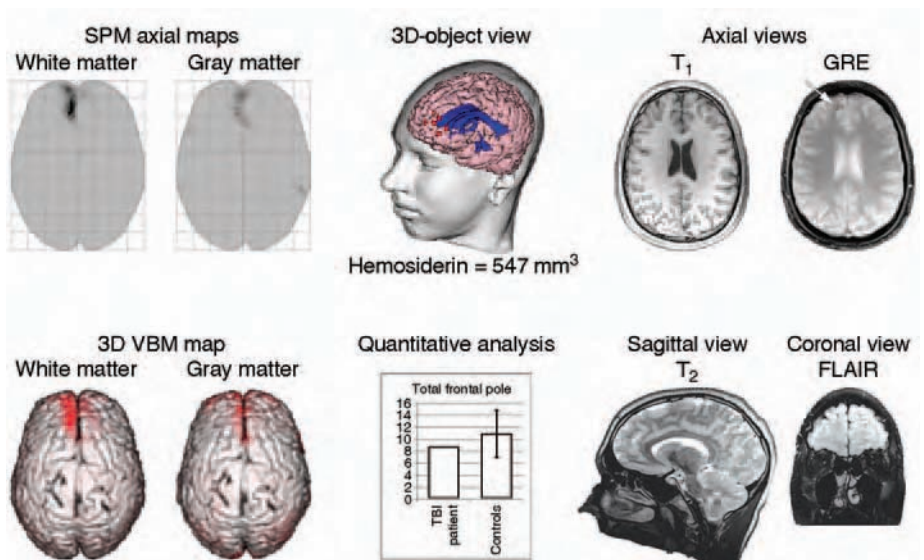 SPM axial maps
White matter Gray matter
3D-object view
Hemosiderin = 547 mm³
Axial views
T₁ GRE
3D VBM map
White matter Gray matter
Quantitative analysis
Total frontal pole
16
14
12
10
8
6
4
2
0
TBI
patient
Controls
Sagittal view
T₂
Coronal view
FLAIR